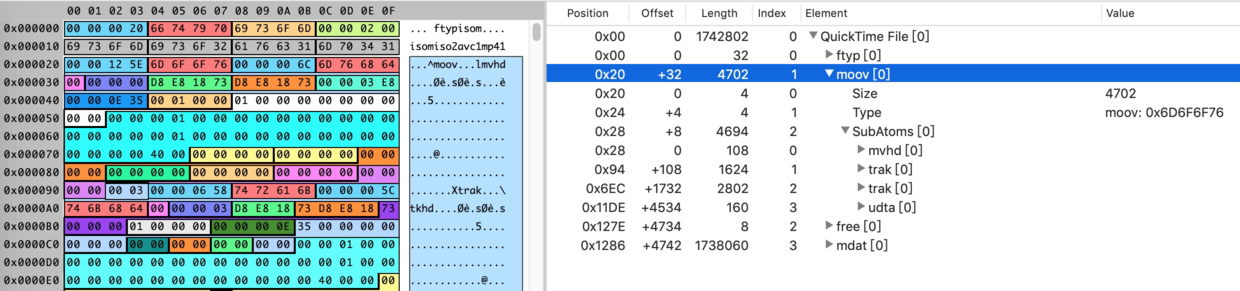 00 01 02 03 04 05 06 07 08 09 0A 0B 0C 0D 0E 0F
0x000000 00 00 00 20 66 74 79 70 69 73 6F 6D 00 00 02 00 ... ftypisom....
0x000010 69 73 6F 6D 69 73 6F 32 61 76 63 31 6D 70 34 31 isomiso2avc1mp41
0x000020 00 00 12 5E 6D 6F 6F 76 00 00 00 6C 6D 76 68 64 ...^moov...lmvhd
0x000030 00 00 00 00 D8 E8 18 73 D8 E8 18 73 00 00 03 E8 ....Øè.sØè.s...è
0x000040 00 00 0E 35 00 01 00 00 01 00 00 00 00 00 00 00 ...5............
0x000050 00 00 00 00 00 01 00 00 00 00 00 00 00 00 00 00 ................
0x000060 00 00 00 00 00 01 00 00 00 00 00 00 00 00 00 00 ................
0x000070 00 00 00 00 40 00 00 00 00 00 00 00 00 00 00 00 ....@...........
0x000080 00 00 00 00 00 00 00 00 00 00 00 00 00 00 00 00 ................
0x000090 00 00 00 03 00 00 06 58 74 72 61 6B 00 00 00 5C .......Xtrak...\
0x0000A0 74 6B 68 64 00 00 00 03 D8 E8 18 73 D8 E8 18 73 tkhd....Øè.sØè.s
0x0000B0 00 00 00 01 00 00 00 00 00 00 0E 35 00 00 00 00 ...........5....
0x0000C0 00 00 00 00 00 00 00 00 00 00 00 00 00 01 00 00 ................
0x0000D0 00 00 00 00 00 00 00 00 00 00 00 00 00 01 00 00 ................
0x0000E0 00 00 00 00 00 00 00 00 00 00 00 00 40 00 00 00 ............@...
Position Offset Length Index Element Value
0x00 0 1742802 0 QuickTime File [0]
0x00 0 32 0 ftyp [0]
0x20 +32 4702 1 moov [0]
0x20 0 4 0 Size 4702
0x24 +4 4 1 Type moov: 0x6D6F6F76
0x28 +8 4694 2 SubAtoms [0]
0x28 0 108 0 mvhd [0]
0x94 +108 1624 1 trak [0]
0x6EC +1732 2802 2 trak [0]
0x11DE +4534 160 3 udta [0]
0x127E +4734 8 2 free [0]
0x1286 +4742 1738060 3 mdat [0]